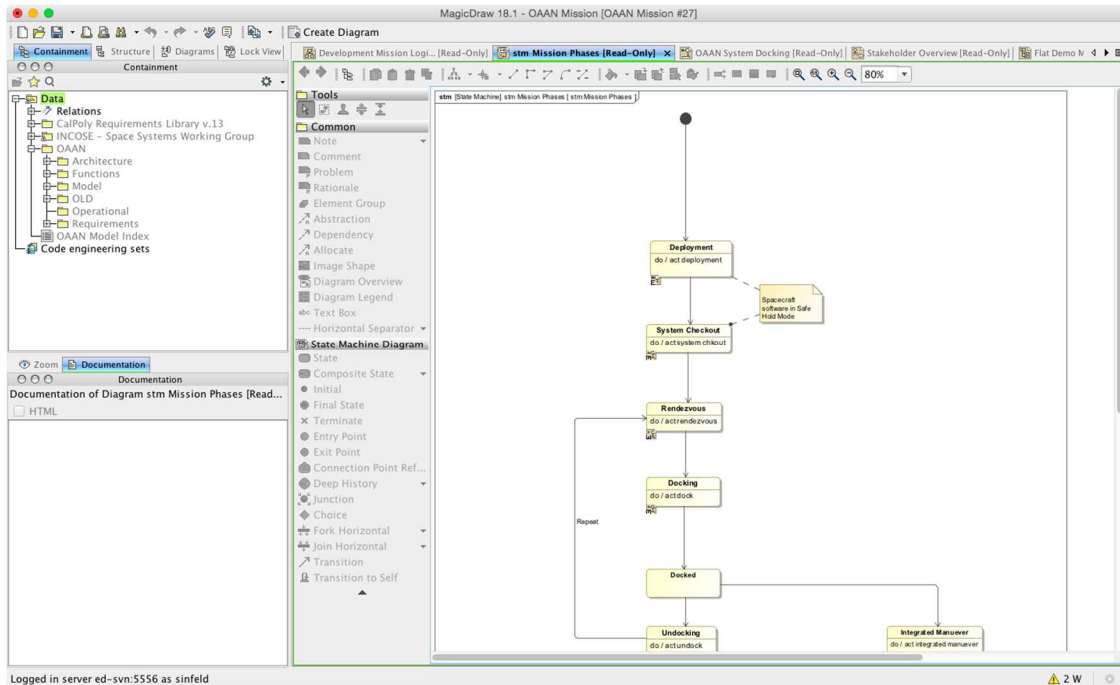 MagicDraw 18.1 - OAAN Mission [OAAN Mission #27]
Create Diagram
Containment
Structure
Diagrams
Lock View
Development Mission Logi... [Read-Only]
stm Mission Phases [Read-Only]
OAAN System Docking [Read-Only]
Stakeholder Overview [Read-Only]
Flat Demo M
Containment
80%
Data
Relations
CalPoly Requirements Library v.13
INCOSE - Space Systems Working Group
OAAN
Architecture
Functions
Model
OLD
Operational
Requirements
OAAN Model Index
Code engineering sets
Zoom
Documentation
Documentation
Documentation of Diagram stm Mission Phases [Read...
HTML
Tools
Common
Note
Comment
Problem
Rationale
Element Group
Abstraction
Dependency
Allocate
Image Shape
Diagram Overview
Diagram Legend
abc Text Box
Horizontal Separator
State Machine Diagram
State
Composite State
Initial
Final State
Terminate
Entry Point
Exit Point
Connection Point Ref...
Deep History
Junction
Choice
Fork Horizontal
Join Horizontal
Transition
Transition to Self
stm [State Machine] stm Mission Phases [ stm Mission Phases ]
Deployment
do / act deployment
Spacecraft
software in Safe
Hold Mode
System Checkout
do / actsystem chkout
Rendezvous
do / actrendezvous
Docking
do / actdock
Repeat
Docked
Undocking
do / actundock
Integrated Manuever
do / act integrated manuever
Logged in server ed-svn:5556 as sinfeld
2 W